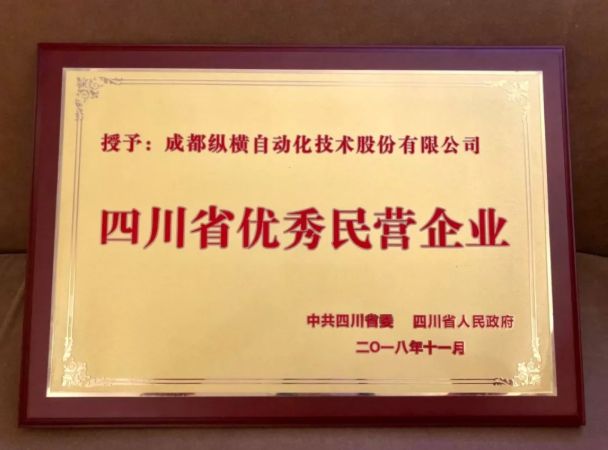 授予：成都纵横自动化技术股份有限公司
四川省优秀民营企业
中共四川省委 四川省人民政府
二〇一八年十一月